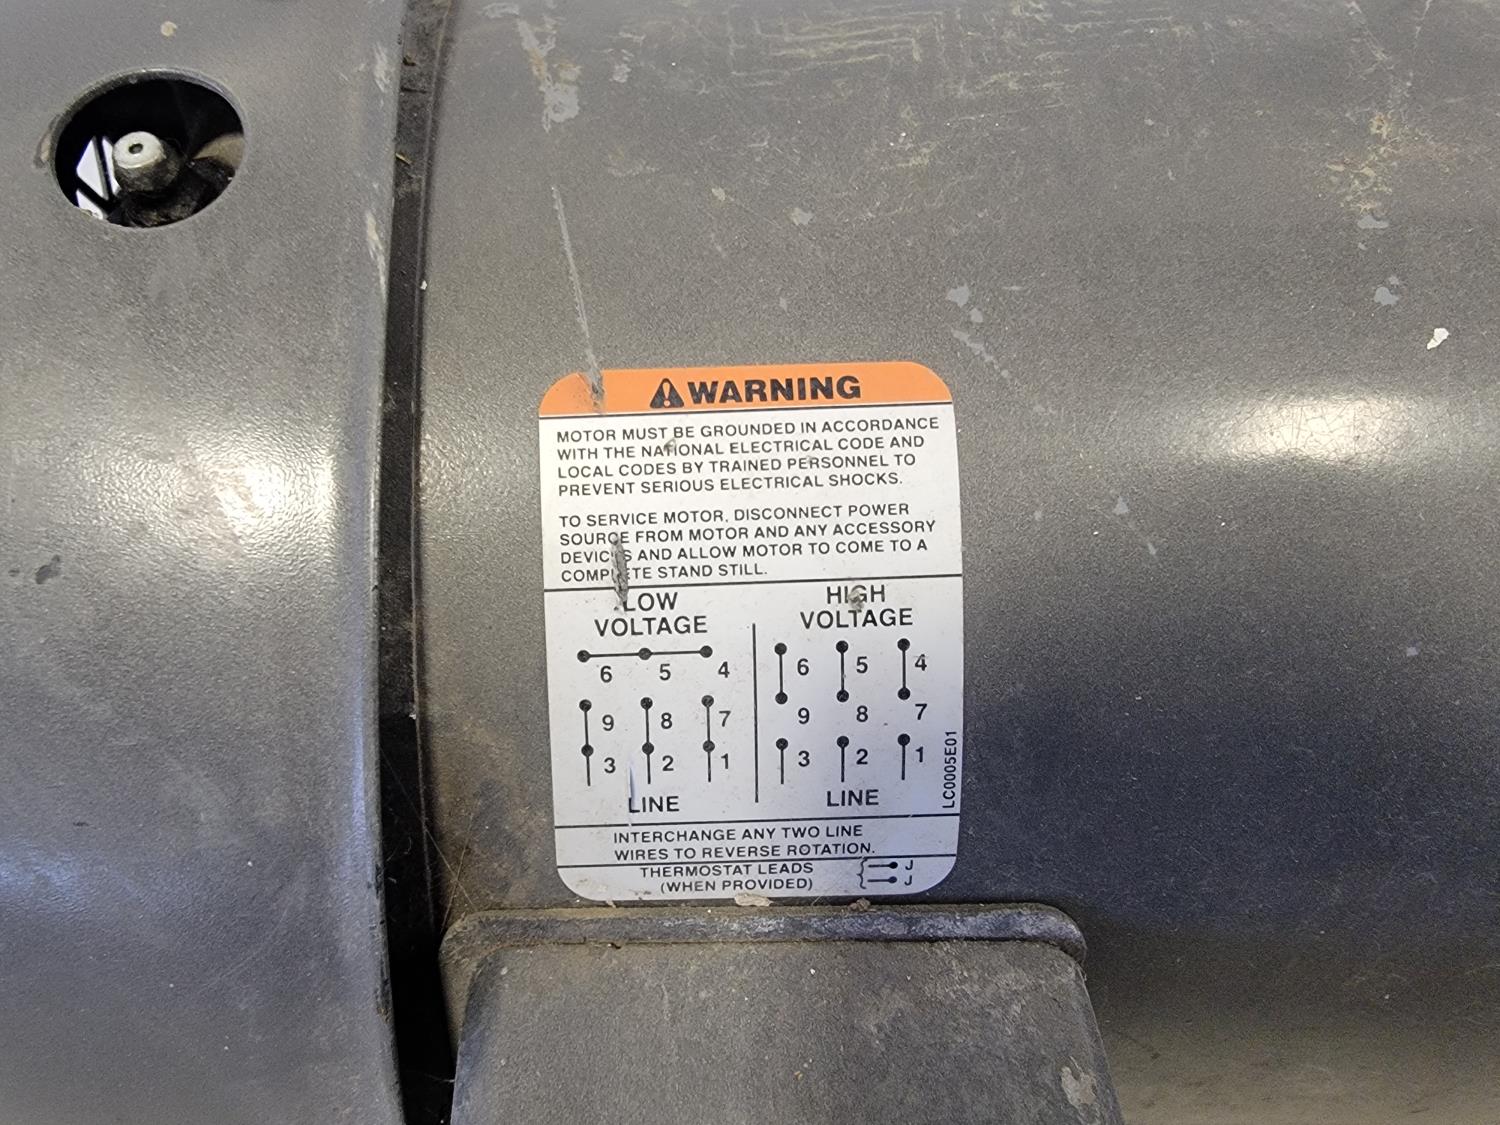 WARNING
MOTOR MUST BE GROUNDED IN ACCORDANCE
WITH THE NATIONAL ELECTRICAL CODE AND
LOCAL CODES BY TRAINED PERSONNEL TO
PREVENT SERIOUS ELECTRICAL SHOCKS.
TO SERVICE MOTOR, DISCONNECT POWER
SOURCE FROM MOTOR AND ANY ACCESSORY
DEVICES AND ALLOW MOTOR TO COME TO A
COMPLETE STAND STILL.
LOW
VOLTAGE
6 5 4
9 8 7
3 2 1
LINE
HIGH
VOLTAGE
6 5 4
9 8 7
3 2 1
LINE
LC0005E01
INTERCHANGE ANY TWO LINE
WIRES TO REVERSE ROTATION.
THERMOSTAT LEADS
(WHEN PROVIDED)
J
J